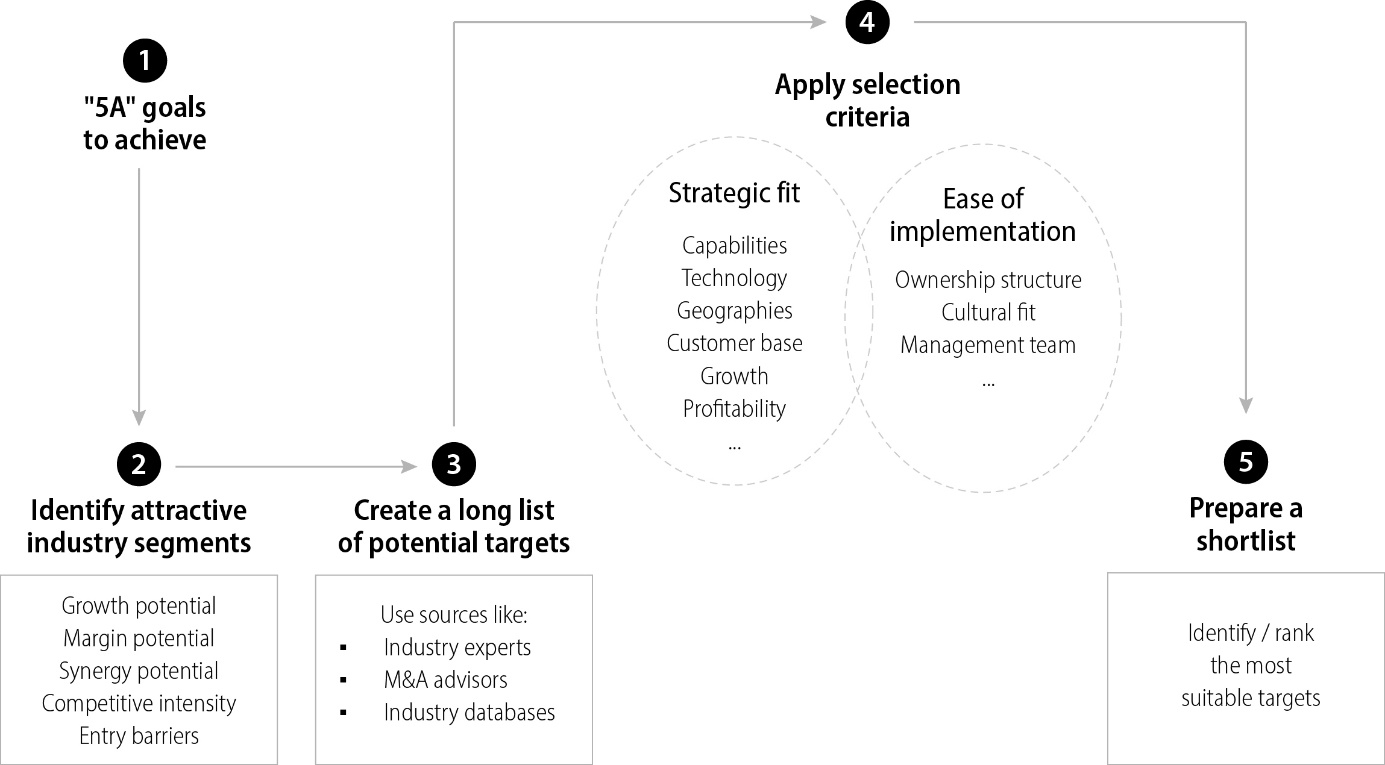 1
"5A" goals
to achieve
2
Identify attractive
industry segments
Growth potential
Margin potential
Synergy potential
Competitive intensity
Entry barriers
3
Create a long list
of potential targets
Use sources like:
▪ Industry experts
▪ M&A advisors
▪ Industry databases
4
Apply selection
criteria
Strategic fit
Capabilities
Technology
Geographies
Customer base
Growth
Profitability
...
Ease of
implementation
Ownership structure
Cultural fit
Management team
...
5
Prepare a
shortlist
Identify / rank
the most
suitable targets